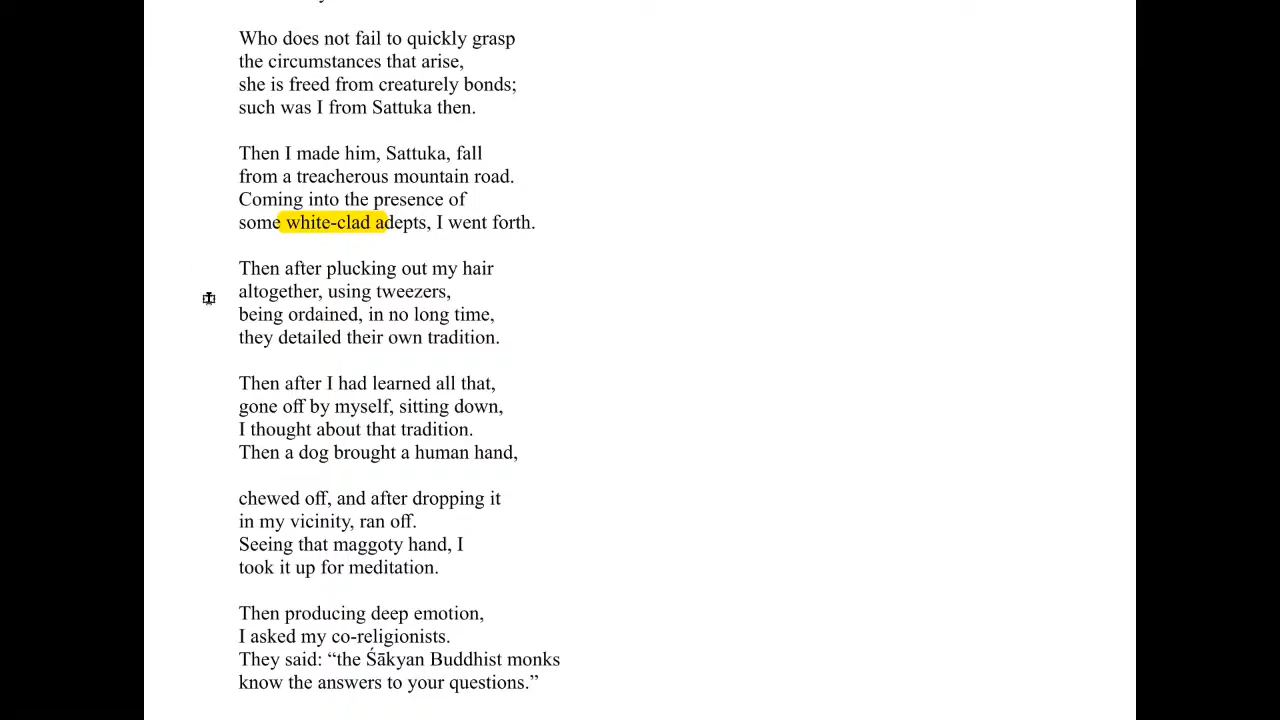 Who does not fail to quickly grasp
the circumstances that arise,
she is freed from creaturely bonds;
such was I from Sattuka then.
Then I made him, Sattuka, fall
from a treacherous mountain road.
Coming into the presence of
some white-clad adepts, I went forth.
Then after plucking out my hair
altogether, using tweezers,
being ordained, in no long time,
they detailed their own tradition.
Then after I had learned all that,
gone off by myself, sitting down,
I thought about that tradition.
Then a dog brought a human hand,
chewed off, and after dropping it
in my vicinity, ran off.
Seeing that maggoty hand, I
took it up for meditation.
Then producing deep emotion,
I asked my co-religionists.
They said: “the Śākyan Buddhist monks
know the answers to your questions.”